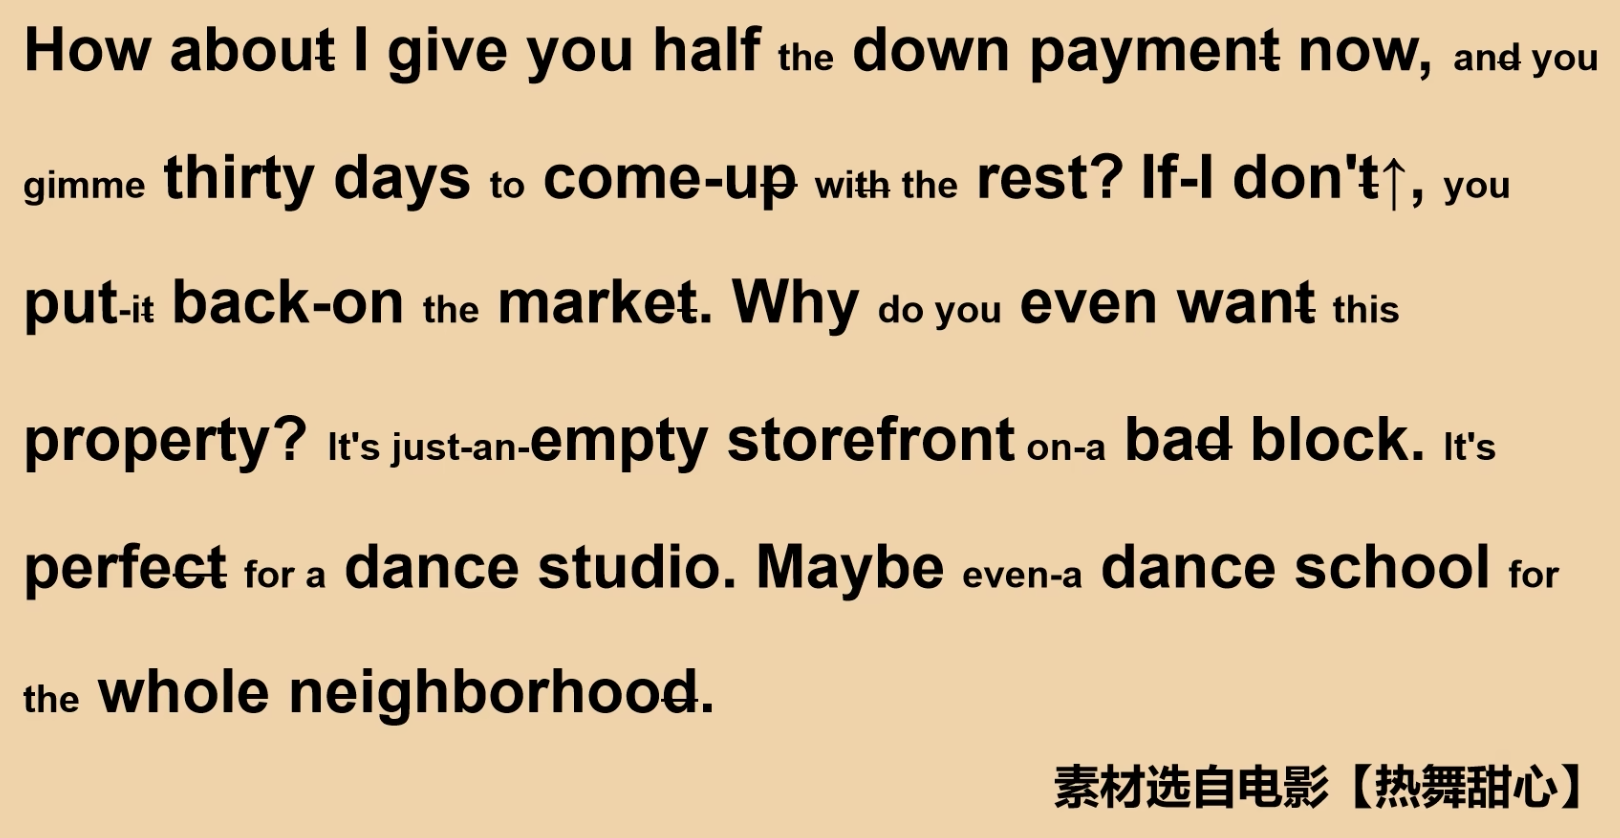 How about I give you half the down payment now, and you
gimme thirty days to come-up with the rest? If-I don't↑, you
put-it back-on the market. Why do you even want this
property? It's just-an-empty storefront on-a bad block. It's
perfect for a dance studio. Maybe even-a dance school for
the whole neighborhood.
素材选自电影【热舞甜心】